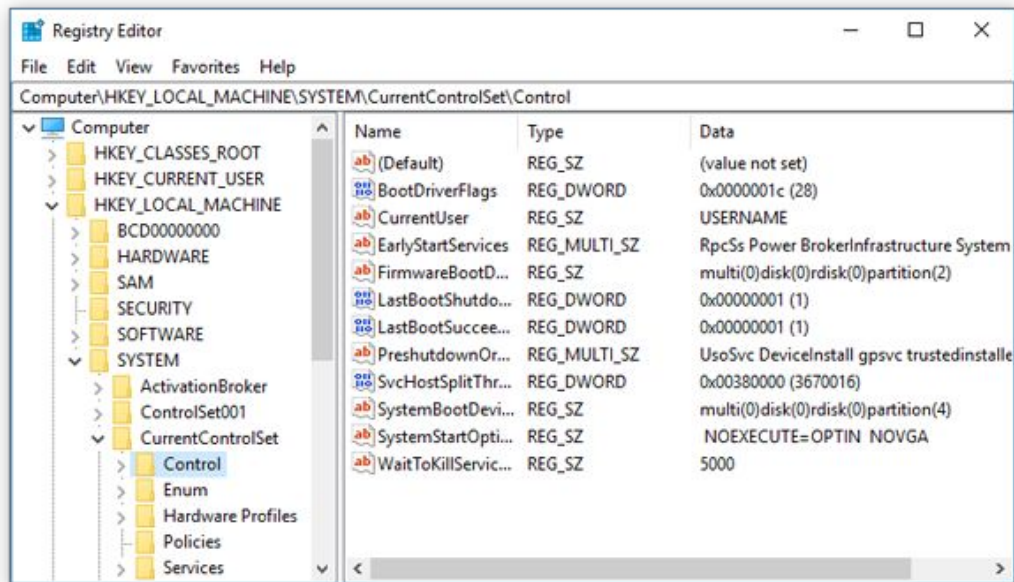 Registry Editor
File Edit View Favorites Help
Computer\HKEY_LOCAL_MACHINE\SYSTEM\CurrentControlSet\Control
Computer
HKEY_CLASSES_ROOT
HKEY_CURRENT_USER
HKEY_LOCAL_MACHINE
BCD00000000
HARDWARE
SAM
SECURITY
SOFTWARE
SYSTEM
ActivationBroker
ControlSet001
CurrentControlSet
Control
Enum
Hardware Profiles
Policies
Services
Name Type Data
(Default) REG_SZ (value not set)
BootDriverFlags REG_DWORD 0x0000001c (28)
CurrentUser REG_SZ USERNAME
EarlyStartServices REG_MULTI_SZ RpcSs Power BrokerInfrastructure System
FirmwareBootD... REG_SZ multi(0)disk(0)rdisk(0)partition(2)
LastBootShutdo... REG_DWORD 0x00000001 (1)
LastBootSuccee... REG_DWORD 0x00000001 (1)
PreshutdownOr... REG_MULTI_SZ UsoSvc DeviceInstall gpsvc trustedinstalle
SvcHostSplitThr... REG_DWORD 0x00380000 (3670016)
SystemBootDevi... REG_SZ multi(0)disk(0)rdisk(0)partition(4)
SystemStartOpti... REG_SZ NOEXECUTE=OPTIN NOVGA
WaitToKillServic... REG_SZ 5000